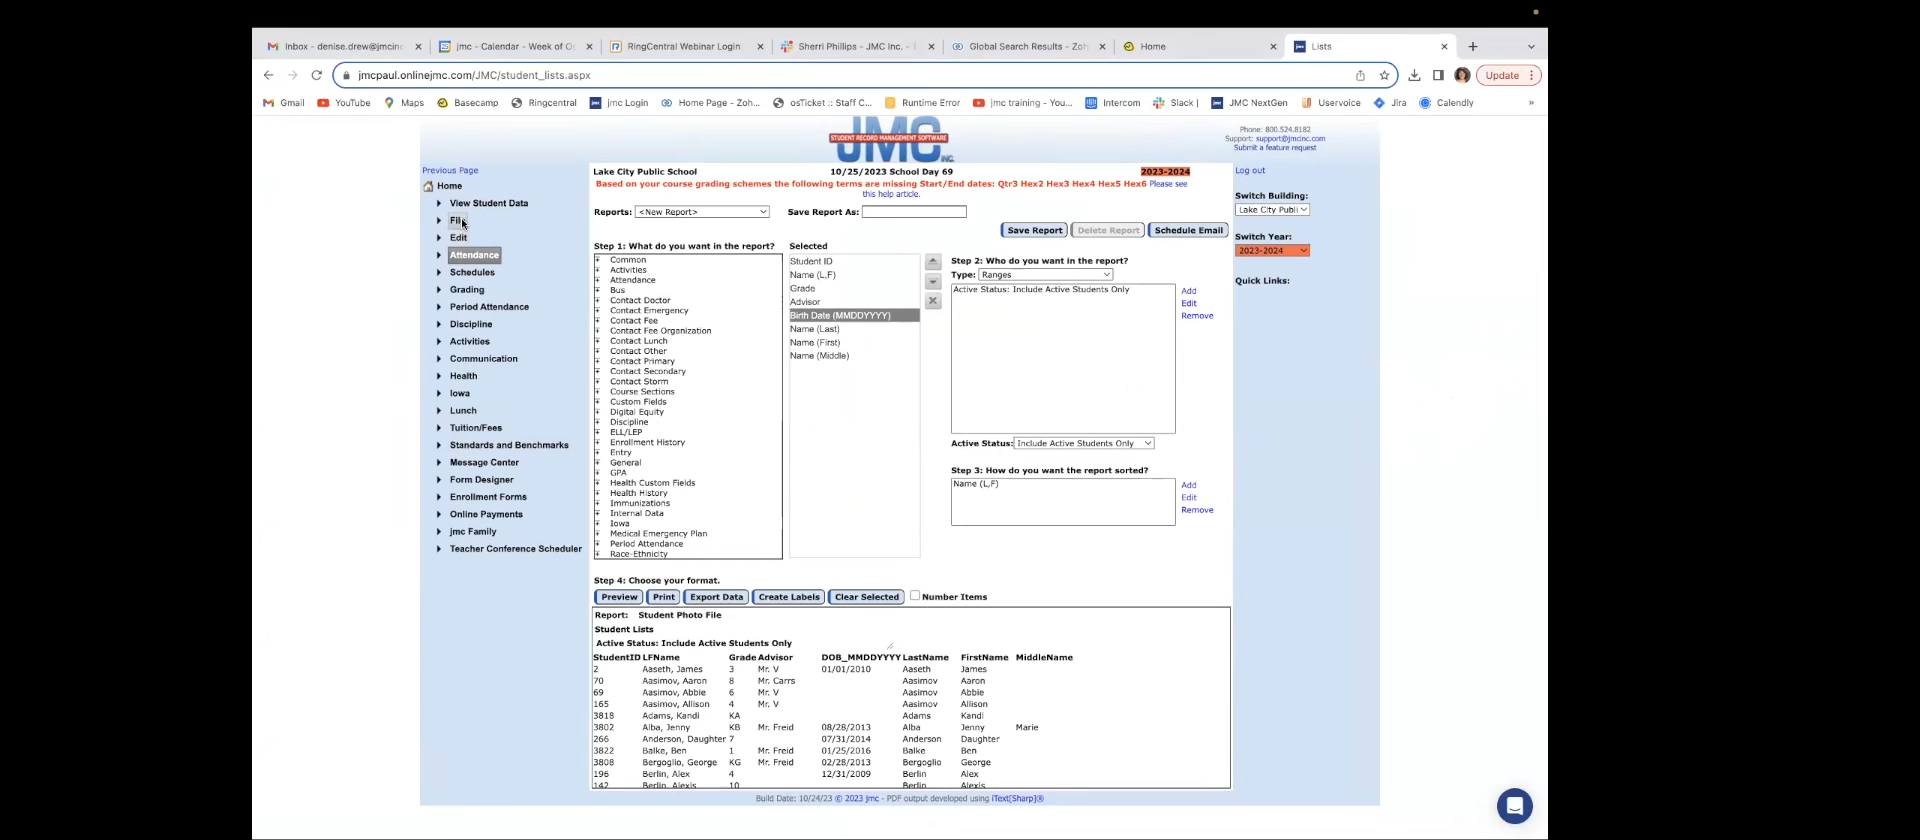 Inbox - denise.drew@jmcinc
jmc - Calendar - Week of Oc
RingCentral Webinar Login
Sherri Phillips - JMC Inc. -
Global Search Results - Zoh
Home
Lists
jmcpaul.onlinejmc.com/JMC/student_lists.aspx
Update
Gmail
YouTube
Maps
Basecamp
Ringcentral
jmc Login
Home Page - Zoh...
osTicket :: Staff C...
Runtime Error
jmc training - You...
Intercom
Slack |
JMC NextGen
Uservoice
Jira
Calendly
»
STUDENT RECORD MANAGEMENT SOFTWARE
JMC INC.
Phone: 800.524.8182
Support: support@jmcinc.com
Submit a feature request
Previous Page
Home
View Student Data
File
Edit
Attendance
Schedules
Grading
Period Attendance
Discipline
Activities
Communication
Health
Iowa
Lunch
Tuition/Fees
Standards and Benchmarks
Message Center
Form Designer
Enrollment Forms
Online Payments
jmc Family
Teacher Conference Scheduler
Lake City Public School 10/25/2023 School Day 69 2023-2024
Based on your course grading schemes the following terms are missing Start/End dates: Qtr3 Hex2 Hex3 Hex4 Hex5 Hex6 Please see
this help article.
Reports: <New Report> Save Report As:
Save Report Delete Report Schedule Email
Step 1: What do you want in the report?
Common
Activities
Attendance
Bus
Contact Doctor
Contact Emergency
Contact Fee
Contact Fee Organization
Contact Lunch
Contact Other
Contact Primary
Contact Secondary
Contact Storm
Course Sections
Custom Fields
Digital Equity
Discipline
ELL/LEP
Enrollment History
Entry
General
GPA
Health Custom Fields
Health History
Immunizations
Internal Data
Iowa
Medical Emergency Plan
Period Attendance
Race-Ethnicity
Selected
Student ID
Name (L,F)
Grade
Advisor
Birth Date (MMDDYYYY)
Name (Last)
Name (First)
Name (Middle)
Step 2: Who do you want in the report?
Type: Ranges
Active Status: Include Active Students Only
Add
Edit
Remove
Active Status: Include Active Students Only
Step 3: How do you want the report sorted?
Name (L,F)
Add
Edit
Remove
Step 4: Choose your format.
Preview Print Export Data Create Labels Clear Selected Number Items
Report: Student Photo File
Student Lists
Active Status: Include Active Students Only
StudentID LFName Grade Advisor DOB_MMDDYYYY LastName FirstName MiddleName
2 Aaseth, James 3 Mr. V 01/01/2010 Aaseth James
70 Aasimov, Aaron 8 Mr. Carrs Aasimov Aaron
69 Aasimov, Abbie 6 Mr. V Aasimov Abbie
165 Aasimov, Allison 4 Mr. V Aasimov Allison
3818 Adams, Kandi KA Adams Kandi
3802 Alba, Jenny KB Mr. Freid 08/28/2013 Alba Jenny Marie
266 Anderson, Daughter 7 07/31/2014 Anderson Daughter
3822 Balke, Ben 1 Mr. Freid 01/25/2016 Balke Ben
3808 Bergoglio, George KG Mr. Freid 02/28/2013 Bergoglio George
196 Berlin, Alex 4 12/31/2009 Berlin Alex
142 Berlin, Alexis 10 Berlin Alexis
Log out
Switch Building:
Lake City Publi
Switch Year:
2023-2024
Quick Links:
Build Date: 10/24/23 © 2023 jmc - PDF output developed using iText[Sharp]®